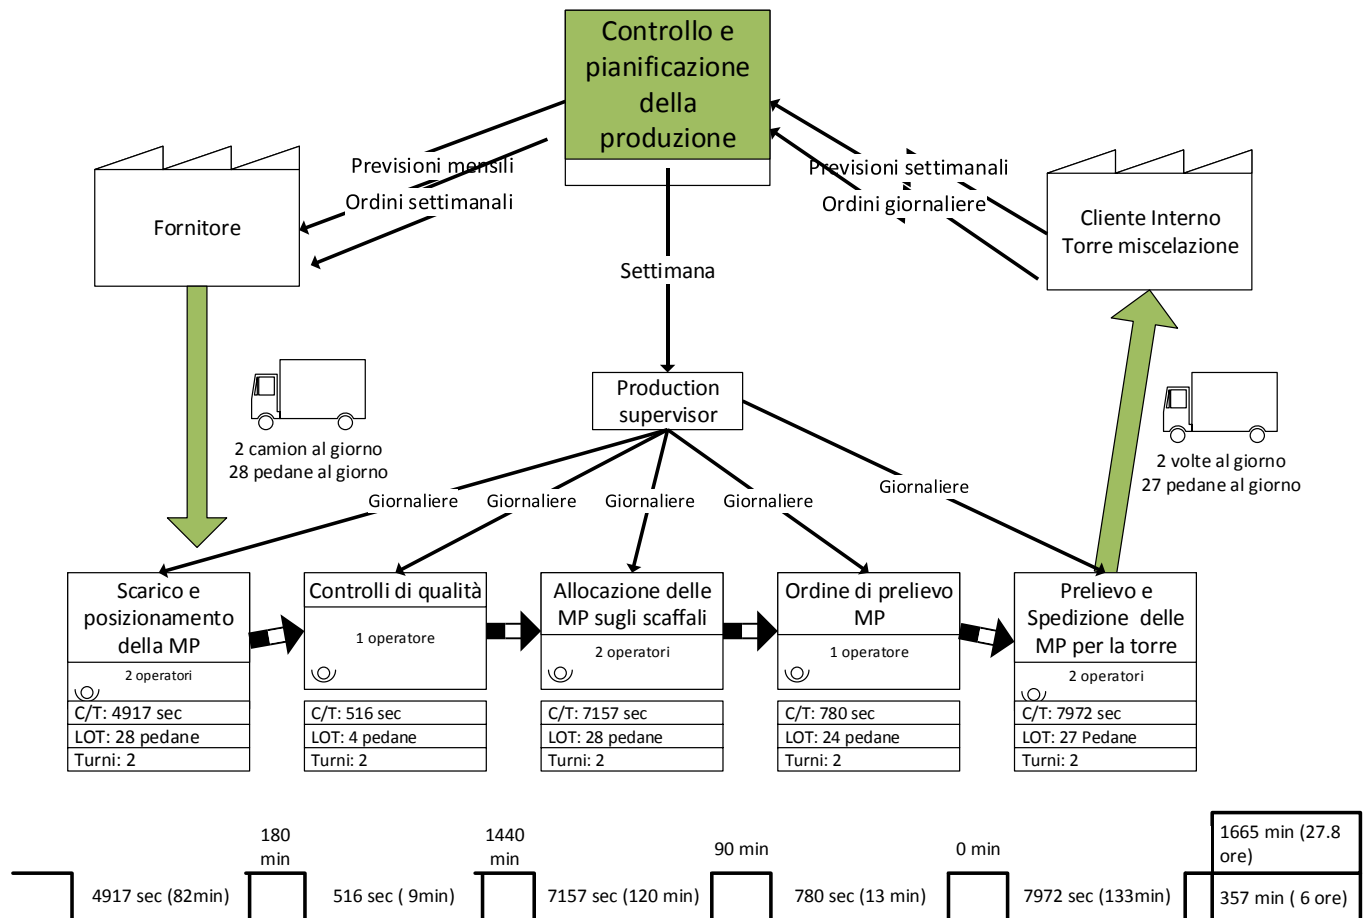 Controllo e
pianificazione
della
produzione
Previsioni mensili
Ordini settimanali
Previsioni settimanali
Ordini giornaliere
Fornitore
Cliente Interno
Torre miscelazione
Settimana
2 camion al giorno
28 pedane al giorno
Production
supervisor
2 volte al giorno
27 pedane al giorno
Giornaliere
Giornaliere
Giornaliere
Giornaliere
Giornaliere
Scarico e
posizionamento
della MP
2 operatori
C/T: 4917 sec
LOT: 28 pedane
Turni: 2
Controlli di qualità
1 operatore
C/T: 516 sec
LOT: 4 pedane
Turni: 2
Allocazione delle
MP sugli scaffali
2 operatori
C/T: 7157 sec
LOT: 28 pedane
Turni: 2
Ordine di prelievo
MP
1 operatore
C/T: 780 sec
LOT: 24 pedane
Turni: 2
Prelievo e
Spedizione delle
MP per la torre
2 operatori
C/T: 7972 sec
LOT: 27 Pedane
Turni: 2
180
min
1440
min
90 min
0 min
1665 min (27.8
ore)
4917 sec (82min)
516 sec ( 9min)
7157 sec (120 min)
780 sec (13 min)
7972 sec (133min)
357 min ( 6 ore)